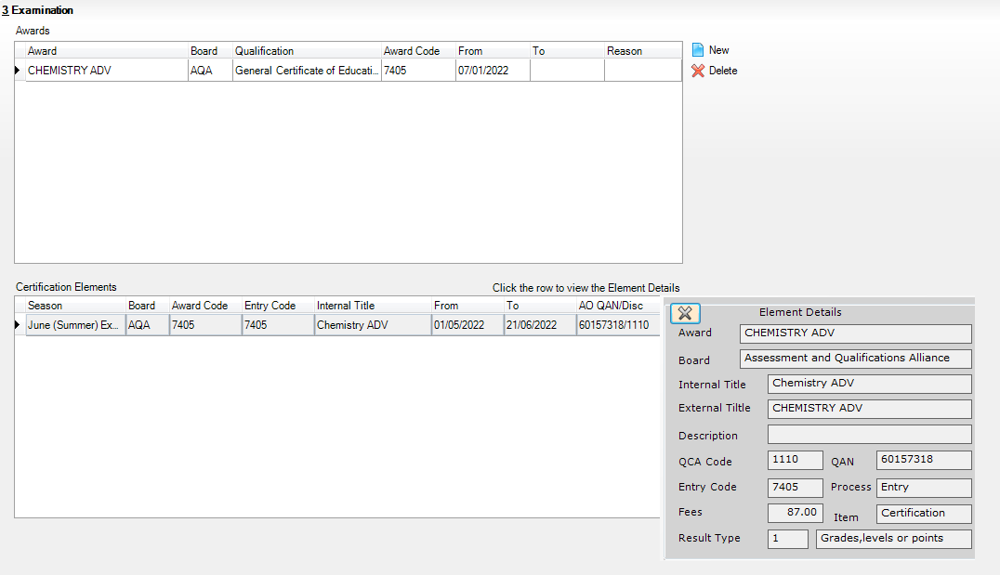 3 Examination
Awards
Award Board Qualification Award Code From To Reason
CHEMISTRY ADV AQA General Certificate of Educati... 7405 07/01/2022
New
Delete
Certification Elements Click the row to view the Element Details
Season Board Award Code Entry Code Internal Title From To AO QAN/Disc
June (Summer) Ex... AQA 7405 7405 Chemistry ADV 01/05/2022 21/06/2022 60157318/1110
Element Details
Award CHEMISTRY ADV
Board Assessment and Qualifications Alliance
Internal Title Chemistry ADV
External Tiltle CHEMISTRY ADV
Description
QCA Code 1110 QAN 60157318
Entry Code 7405 Process Entry
Fees 87.00 Item Certification
Result Type 1 Grades,levels or points